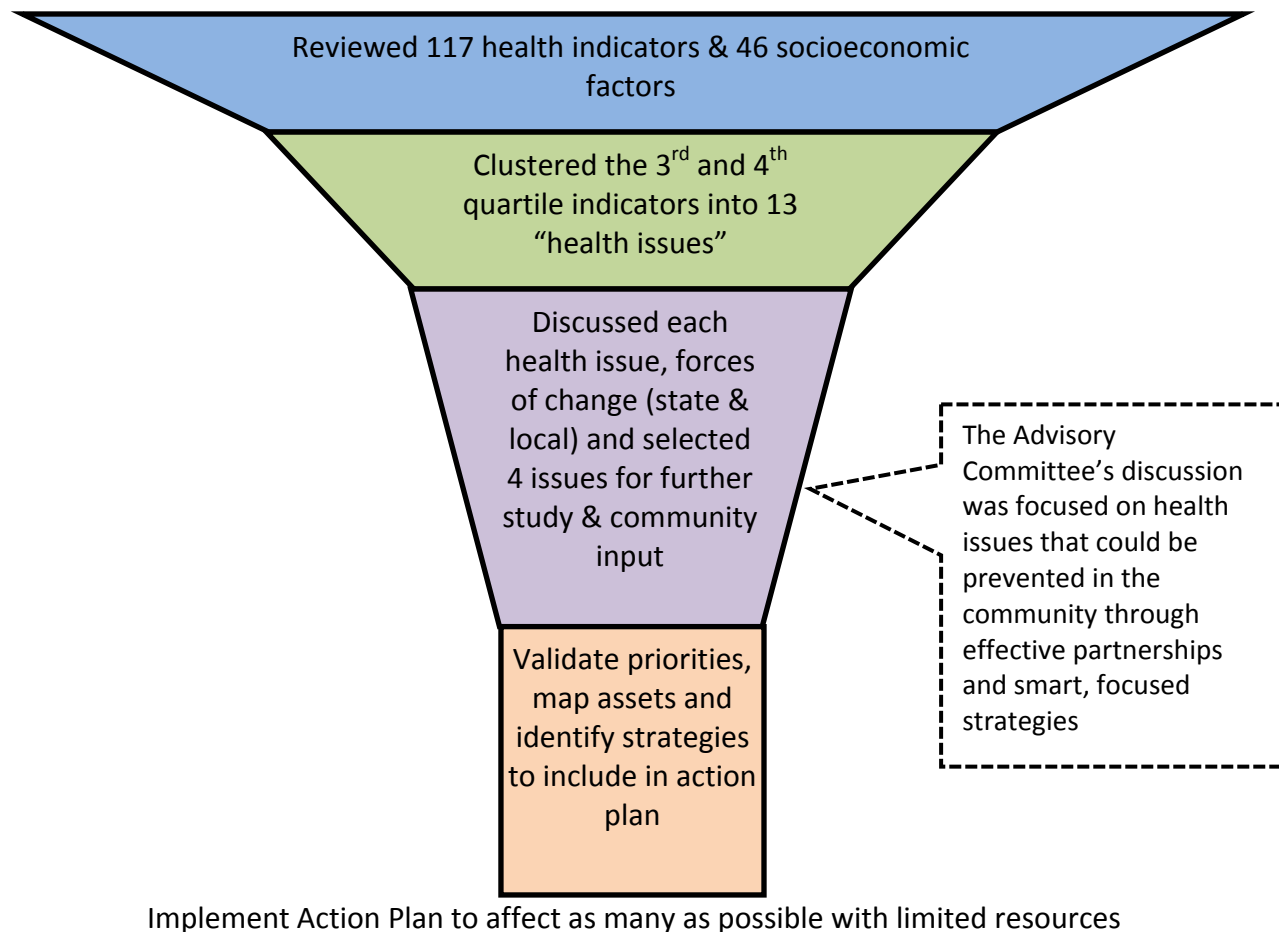 Reviewed 117 health indicators & 46 socioeconomic
factors
Clustered the 3rd and 4th
quartile indicators into 13
“health issues”
Discussed each
health issue, forces
of change (state &
local) and selected
4 issues for further
study & community
input
The Advisory
Committee’s discussion
was focused on health
issues that could be
prevented in the
community through
effective partnerships
and smart, focused
strategies
Validate priorities,
map assets and
identify strategies
to include in action
plan
Implement Action Plan to affect as many as possible with limited resources